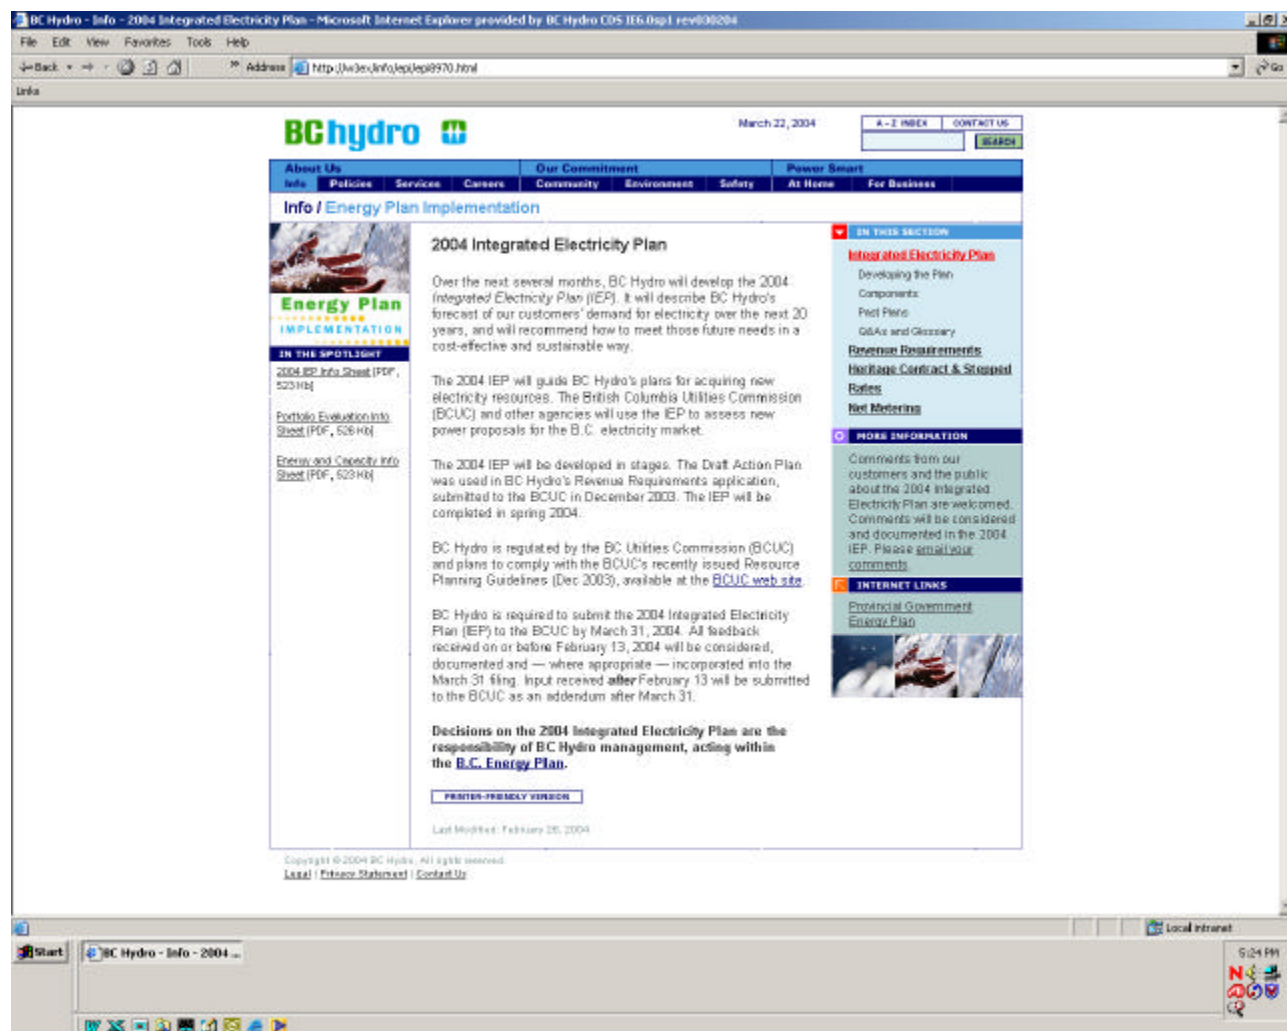 BC Hydro - Info - 2004 Integrated Electricity Plan - Microsoft Internet Explorer provided by BC Hydro CDS IE6.0sp1 rev030204
File Edit View Favorites Tools Help
Back
Address http://iw3ex/info/iepi/iepi8970.html
Go
Links
BC hydro
March 22, 2004
A - Z INDEX CONTACT US
SEARCH
About Us Our Commitment Power Smart
Info Policies Services Careers Community Environment Safety At Home For Business
Info / Energy Plan Implementation
Energy Plan
IMPLEMENTATION
IN THE SPOTLIGHT
2004 IEP Info Sheet [PDF,
523 Kb]
Portfolio Evaluation Info
Sheet [PDF, 526 Kb]
Energy and Capacity Info
Sheet [PDF, 523 Kb]
2004 Integrated Electricity Plan
Over the next several months, BC Hydro will develop the 2004
Integrated Electricity Plan (IEP). It will describe BC Hydro's
forecast of our customers' demand for electricity over the next 20
years, and will recommend how to meet those future needs in a
cost-effective and sustainable way.
The 2004 IEP will guide BC Hydro's plans for acquiring new
electricity resources. The British Columbia Utilities Commission
(BCUC) and other agencies will use the IEP to assess new
power proposals for the B.C. electricity market.
The 2004 IEP will be developed in stages. The Draft Action Plan
was used in BC Hydro's Revenue Requirements application,
submitted to the BCUC in December 2003. The IEP will be
completed in spring 2004.
BC Hydro is regulated by the BC Utilities Commission (BCUC)
and plans to comply with the BCUC's recently issued Resource
Planning Guidelines (Dec 2003), available at the BCUC web site.
BC Hydro is required to submit the 2004 Integrated Electricity
Plan (IEP) to the BCUC by March 31, 2004. All feedback
received on or before February 13, 2004 will be considered,
documented and — where appropriate — incorporated into the
March 31 filing. Input received after February 13 will be submitted
to the BCUC as an addendum after March 31.
Decisions on the 2004 Integrated Electricity Plan are the
responsibility of BC Hydro management, acting within
the B.C. Energy Plan.
PRINTER-FRIENDLY VERSION
Last Modified: February 26, 2004
IN THIS SECTION
Integrated Electricity Plan
Developing the Plan
Components
Past Plans
Q&As and Glossary
Revenue Requirements
Heritage Contract & Stepped
Rates
Net Metering
MORE INFORMATION
Comments from our
customers and the public
about the 2004 Integrated
Electricity Plan are welcomed.
Comments will be considered
and documented in the 2004
IEP. Please email your
comments.
INTERNET LINKS
Provincial Government
Energy Plan
Copyright © 2004 BC Hydro, All rights reserved.
Legal | Privacy Statement | Contact Us
Local intranet
Start BC Hydro - Info - 2004 ...
5:24 PM